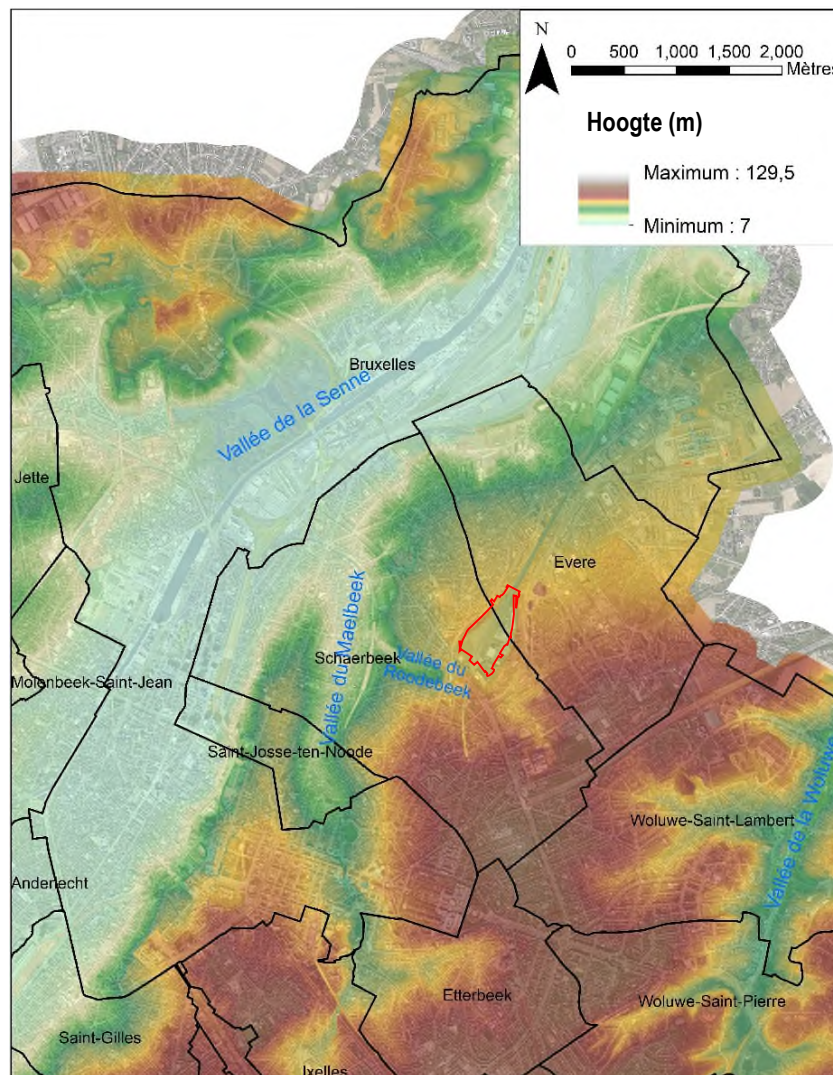 N
0 500 1,000 1,500 2,000
Mètres
Hoogte (m)
Maximum : 129,5
Minimum : 7
Bruxelles
Vallée de la Senne
Jette
Evere
Vallée du Maelbeek
Schaerbeek
Vallée du
Roodebeek
Molenbeek-Saint-Jean
Saint-Josse-ten-Noode
Woluwe-Saint-Lambert
Vallée de la Woluwe
Anderlecht
Etterbeek
Woluwe-Saint-Pierre
Saint-Gilles
Ixelles